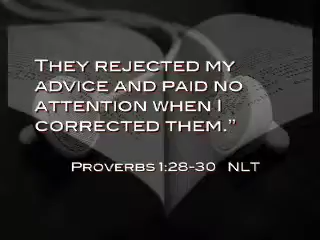 They rejected my
advice and paid no
attention when I
corrected them.”
Proverbs 1:28-30 NLT